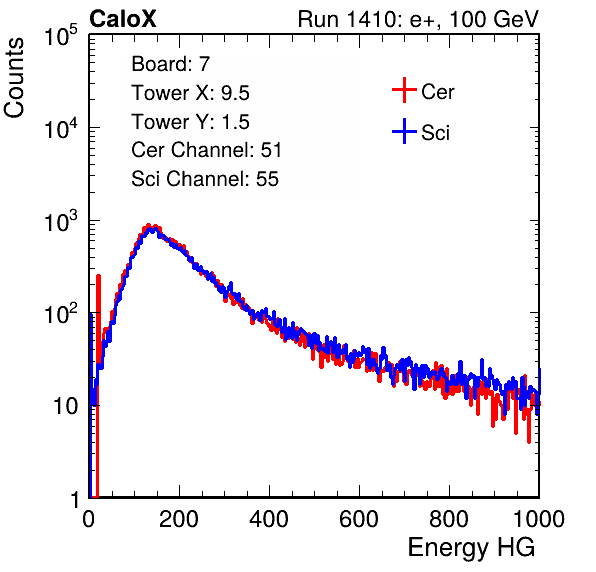 CaloX
Run 1410: e+, 100 GeV
Counts
10^5
10^4
10^3
10^2
10
1
Board: 7
Tower X: 9.5
Tower Y: 1.5
Cer Channel: 51
Sci Channel: 55
Cer
Sci
0 200 400 600 800 1000
Energy HG